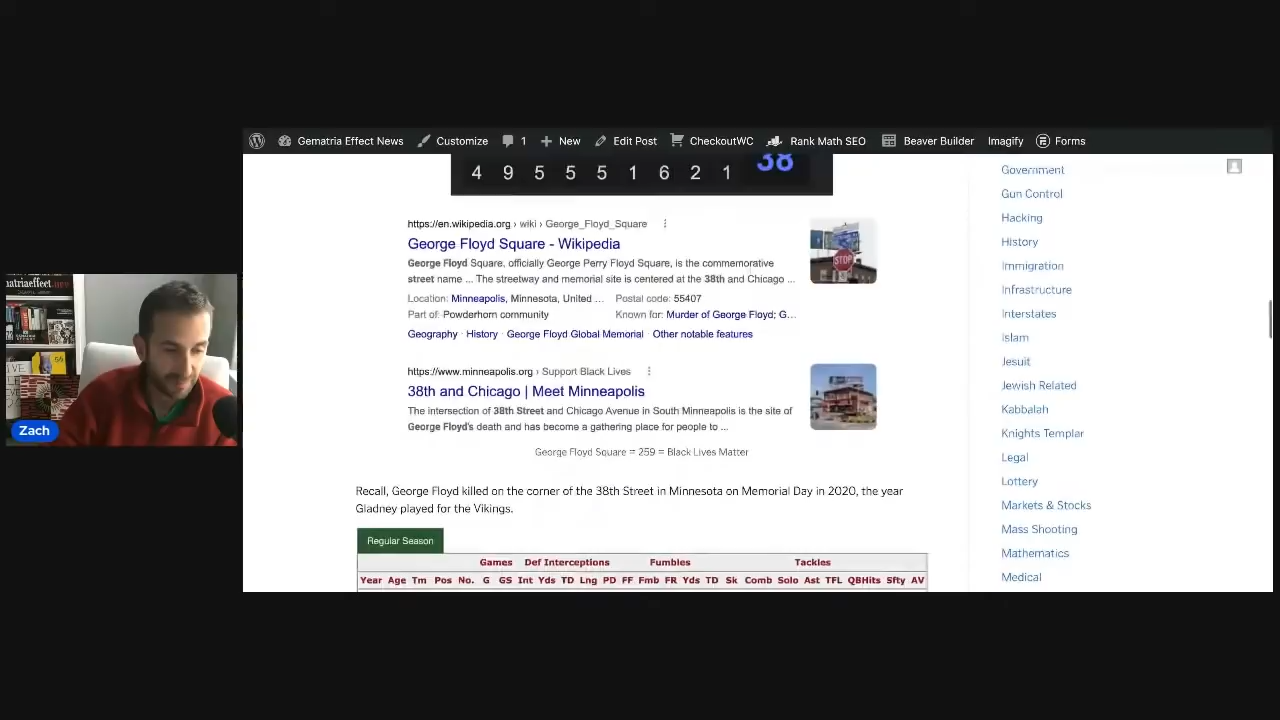 Gematria Effect News Customize 1 New Edit Post CheckoutWC Rank Math SEO Beaver Builder Imagify Forms
38
4 9 5 5 5 1 6 2 1
https://en.wikipedia.org › wiki › George_Floyd_Square
George Floyd Square - Wikipedia
George Floyd Square, officially George Perry Floyd Square, is the commemorative
street name ... The streetway and memorial site is centered at the 38th and Chicago ...
Location: Minneapolis, Minnesota, United ... Postal code: 55407
Part of: Powderhorn community Known for: Murder of George Floyd; G...
Geography · History · George Floyd Global Memorial · Other notable features
STOP
https://www.minneapolis.org › Support Black Lives
38th and Chicago | Meet Minneapolis
The intersection of 38th Street and Chicago Avenue in South Minneapolis is the site of
George Floyd's death and has become a gathering place for people to ...
George Floyd Square = 259 = Black Lives Matter
Recall, George Floyd killed on the corner of the 38th Street in Minnesota on Memorial Day in 2020, the year
Gladney played for the Vikings.
Regular Season
Games Def Interceptions Fumbles Tackles
Year Age Tm Pos No. G GS Int Yds TD Lng PD FF Fmb FR Yds TD Sk Comb Solo Ast TFL QBHits Sfty AV
Government
Gun Control
Hacking
History
Immigration
Infrastructure
Interstates
Islam
Jesuit
Jewish Related
Kabbalah
Knights Templar
Legal
Lottery
Markets & Stocks
Mass Shooting
Mathematics
Medical
Zach